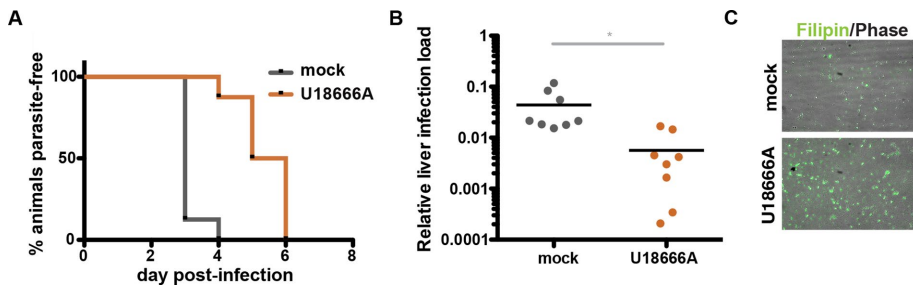 A
% animals parasite-free
100
50
0
0 2 4 6 8
day post-infection
mock
U18666A
B
Relative liver infection load
1
0.1
0.01
0.001
0.0001
*
mock U18666A
C
Filipin/Phase
mock
U18666A